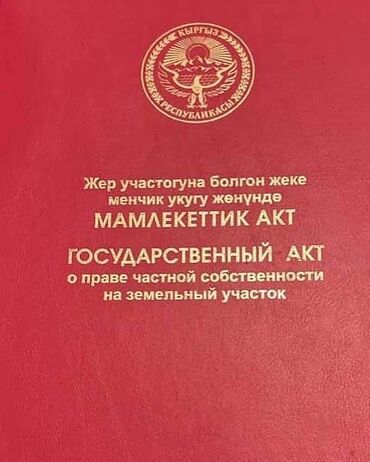 КЫРГЫЗ
РЕСПУБЛИКАСЫ
Жер участогуна болгон жеке
менчик укугу жөнүндө
МАМЛЕКЕТТИК АКТ
ГОСУДАРСТВЕННЫЙ АКТ
о праве частной собственности
на земельный участок